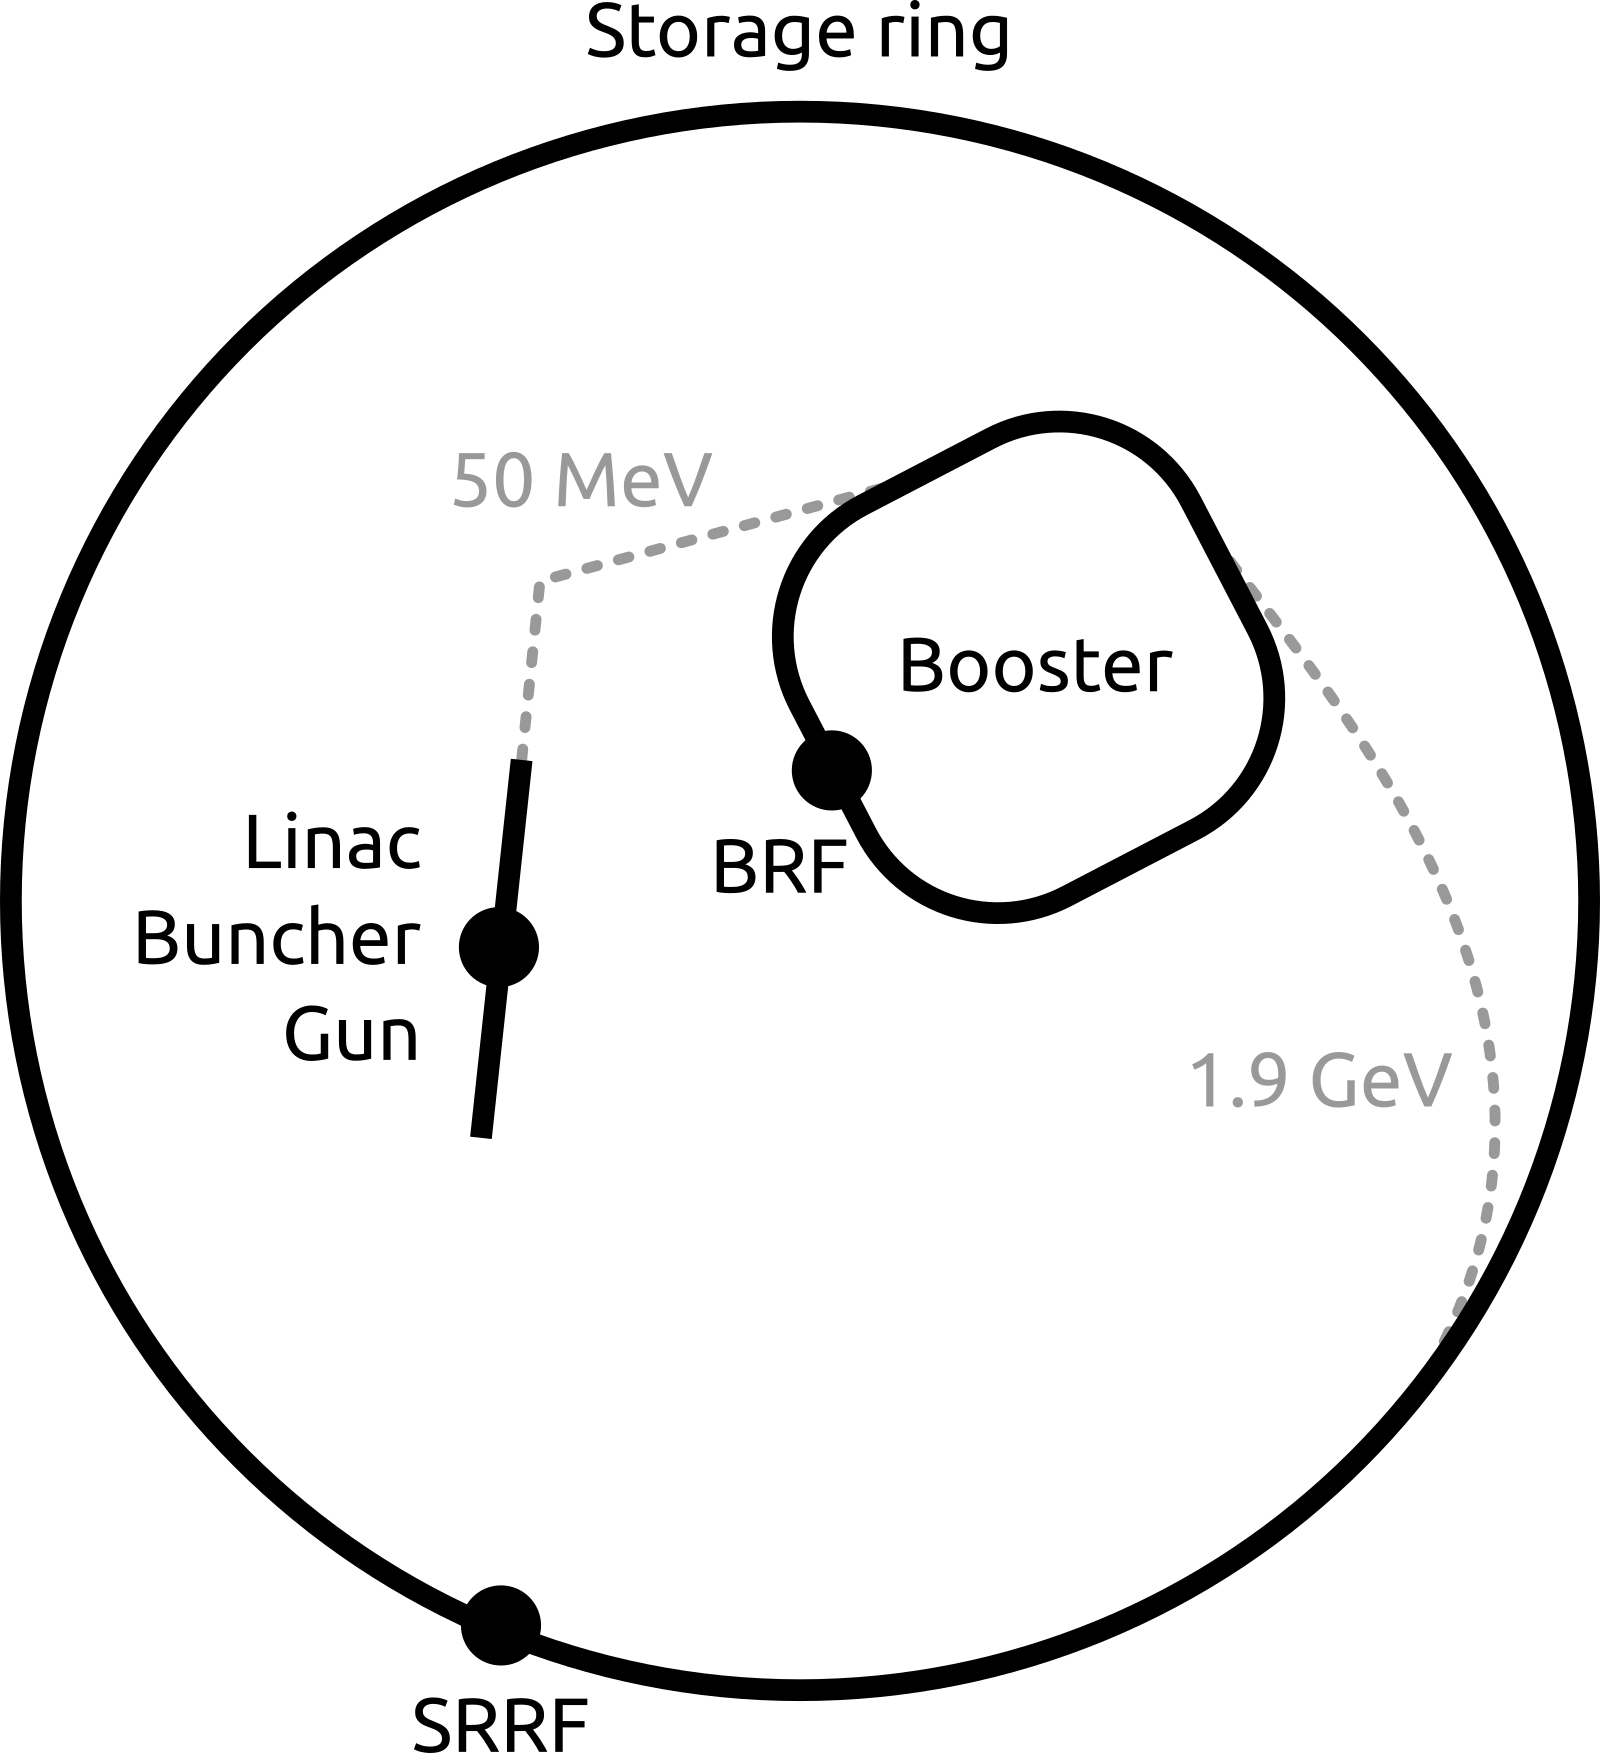 Storage ring
50 MeV
Booster
Linac
Buncher
Gun
BRF
1.9 GeV
SRRF